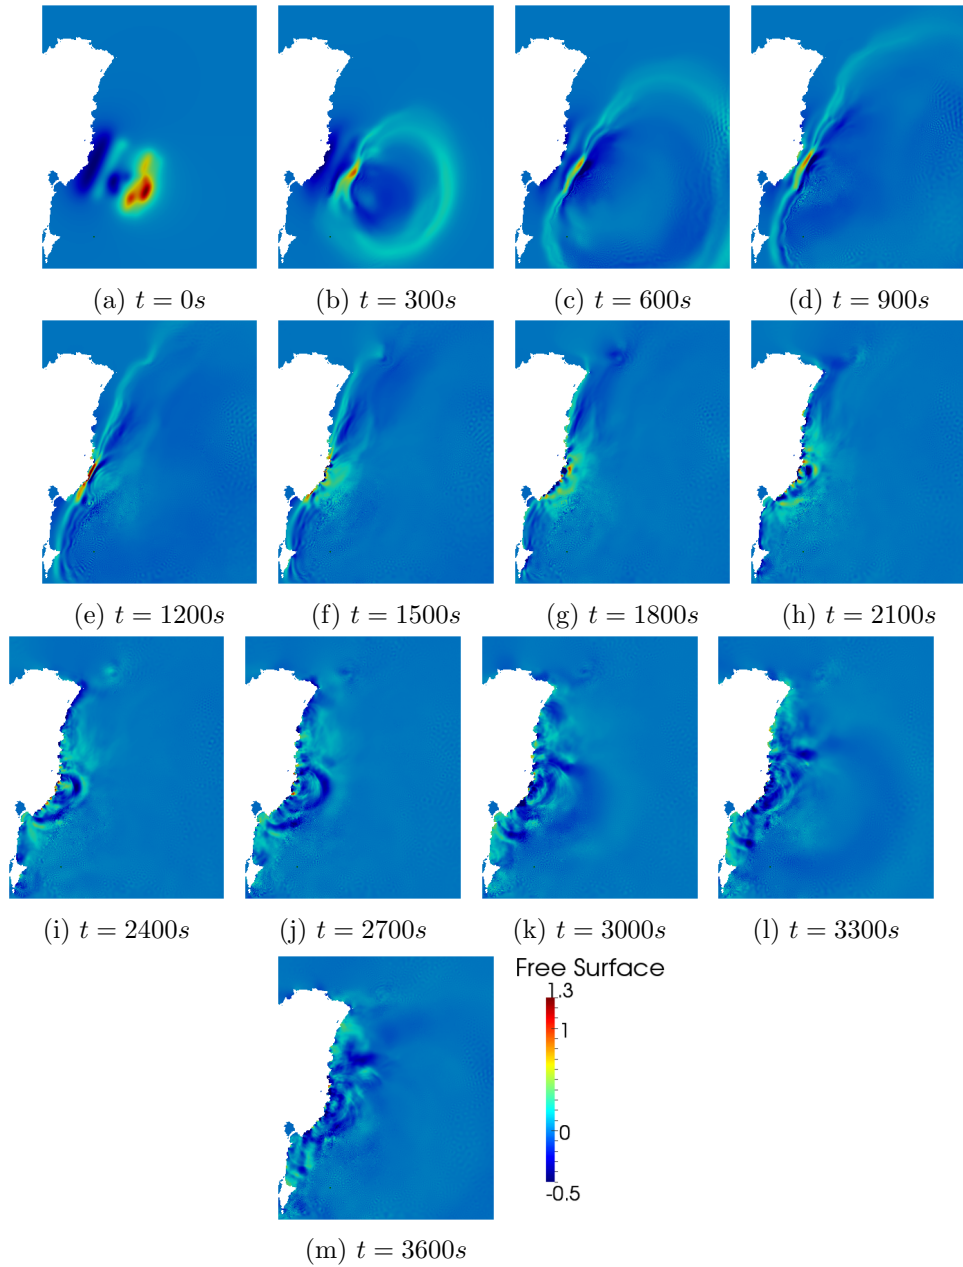 (a) t = 0s
(b) t = 300s
(c) t = 600s
(d) t = 900s
(e) t = 1200s
(f) t = 1500s
(g) t = 1800s
(h) t = 2100s
(i) t = 2400s
(j) t = 2700s
(k) t = 3000s
(l) t = 3300s
Free Surface
1.3
1
0
-0.5
(m) t = 3600s